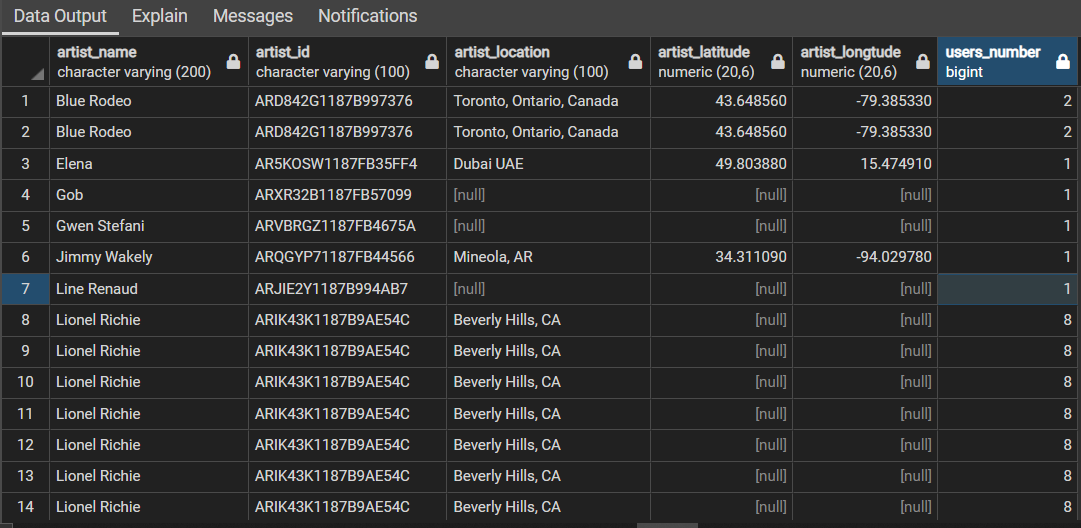 Data Output Explain Messages Notifications
artist_name artist_id artist_location artist_latitude artist_longtude users_number
character varying (200) character varying (100) character varying (100) numeric (20,6) numeric (20,6) bigint
1 Blue Rodeo ARD842G1187B997376 Toronto, Ontario, Canada 43.648560 -79.385330 2
2 Blue Rodeo ARD842G1187B997376 Toronto, Ontario, Canada 43.648560 -79.385330 2
3 Elena AR5KOSW1187FB35FF4 Dubai UAE 49.803880 15.474910 1
4 Gob ARXR32B1187FB57099 [null] [null] [null] 1
5 Gwen Stefani ARVBRGZ1187FB4675A [null] [null] [null] 1
6 Jimmy Wakely ARQGYP71187FB44566 Mineola, AR 34.311090 -94.029780 1
7 Line Renaud ARJIE2Y1187B994AB7 [null] [null] [null] 1
8 Lionel Richie ARIK43K1187B9AE54C Beverly Hills, CA [null] [null] 8
9 Lionel Richie ARIK43K1187B9AE54C Beverly Hills, CA [null] [null] 8
10 Lionel Richie ARIK43K1187B9AE54C Beverly Hills, CA [null] [null] 8
11 Lionel Richie ARIK43K1187B9AE54C Beverly Hills, CA [null] [null] 8
12 Lionel Richie ARIK43K1187B9AE54C Beverly Hills, CA [null] [null] 8
13 Lionel Richie ARIK43K1187B9AE54C Beverly Hills, CA [null] [null] 8
14 Lionel Richie ARIK43K1187B9AE54C Beverly Hills, CA [null] [null] 8